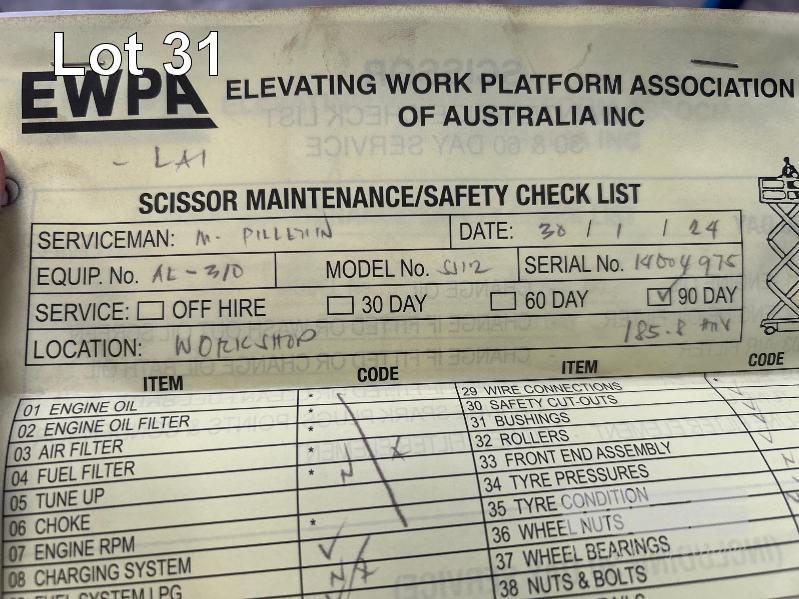 Lot 31
EWPA ELEVATING WORK PLATFORM ASSOCIATION
OF AUSTRALIA INC
SCISSOR MAINTENANCE/SAFETY CHECK LIST
SERVICEMAN: M. DATE: 30 / 1 / 24
EQUIP. No. AL-310 MODEL No. SJ12 SERIAL No. 14004975
SERVICE: OFF HIRE 30 DAY 60 DAY ✓ 90 DAY
LOCATION: WORKSHOP 185.8
ITEM CODE ITEM CODE
01 ENGINE OIL * 29 WIRE CONNECTIONS
02 ENGINE OIL FILTER * 30 SAFETY CUT-OUTS
03 AIR FILTER * 31 BUSHINGS
04 FUEL FILTER * 32 ROLLERS
05 TUNE UP 33 FRONT END ASSEMBLY
06 CHOKE * 34 TYRE PRESSURES
07 ENGINE RPM 35 TYRE CONDITION
08 CHARGING SYSTEM 36 WHEEL NUTS
FUEL SYSTEM LPG 37 WHEEL BEARINGS
38 NUTS & BOLTS